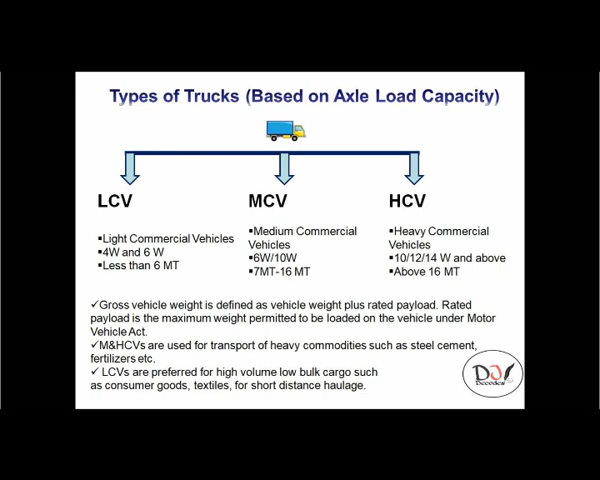 Types of Trucks (Based on Axle Load Capacity)
LCV
▪Light Commercial Vehicles
▪4W and 6 W
▪Less than 6 MT
MCV
▪Medium Commercial
Vehicles
▪6W/10W
▪7MT-16 MT
HCV
▪Heavy Commercial
Vehicles
▪10/12/14 W and above
▪Above 16 MT
✓Gross vehicle weight is defined as vehicle weight plus rated payload. Rated
payload is the maximum weight permitted to be loaded on the vehicle under Motor
Vehicle Act.
✓M&HCVs are used for transport of heavy commodities such as steel cement,
fertilizers etc.
✓ LCVs are preferred for high volume low bulk cargo such
as consumer goods, textiles, for short distance haulage.
DJ
Decoder